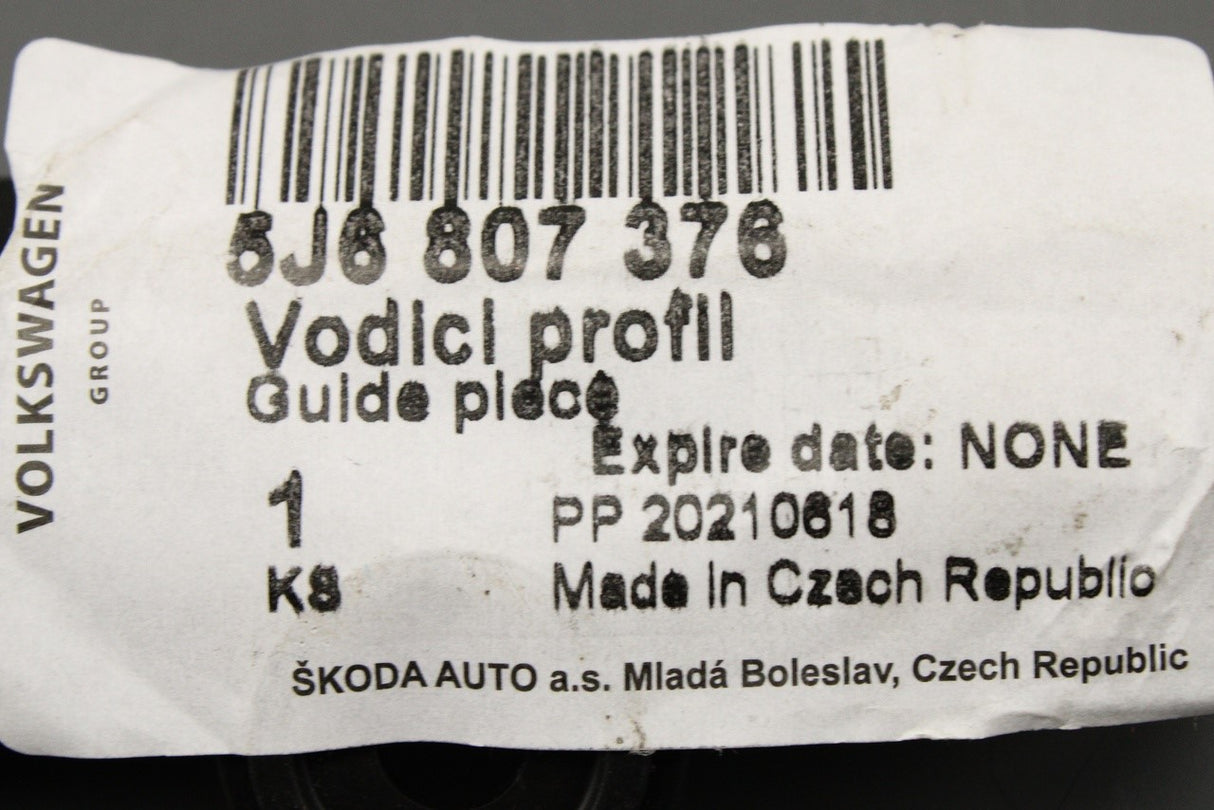 VOLKSWAGEN
GROUP
5J6 807 376
Vodici profil
Guide piece
Expire date: NONE
1
PP 20210618
K8
Made in Czech Republic
ŠKODA AUTO a.s. Mladá Boleslav, Czech Republic